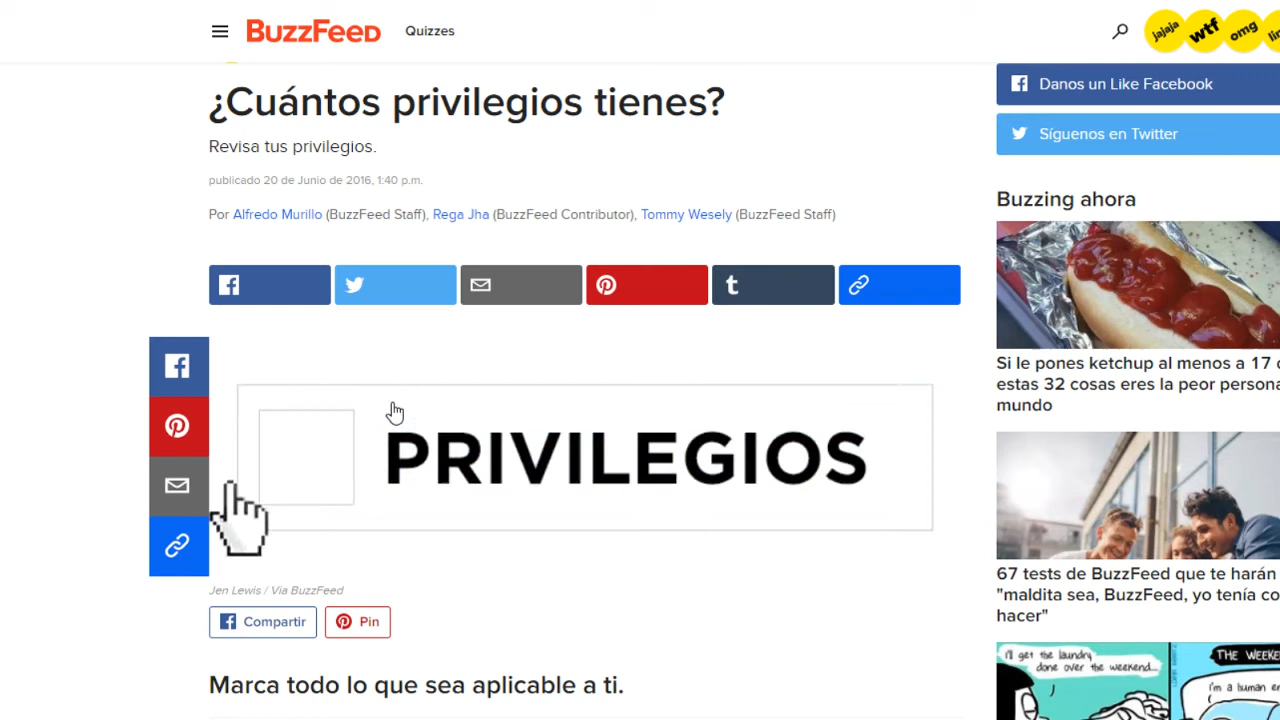 BuzzFeed
Quizzes
jajaja
wtf
omg
¿Cuántos privilegios tienes?
Revisa tus privilegios.
publicado 20 de Junio de 2016, 1:40 p.m.
Por Alfredo Murillo (BuzzFeed Staff), Rega Jha (BuzzFeed Contributor), Tommy Wesely (BuzzFeed Staff)
PRIVILEGIOS
Jen Lewis / Via BuzzFeed
Compartir
Pin
Marca todo lo que sea aplicable a ti.
Danos un Like Facebook
Síguenos en Twitter
Buzzing ahora
Si le pones ketchup al menos a 17
estas 32 cosas eres la peor persona
mundo
67 tests de BuzzFeed que te harán
"maldita sea, BuzzFeed, yo tenía
hacer"
I'll get the laundry
done over the weekend...
THE
I'm a human